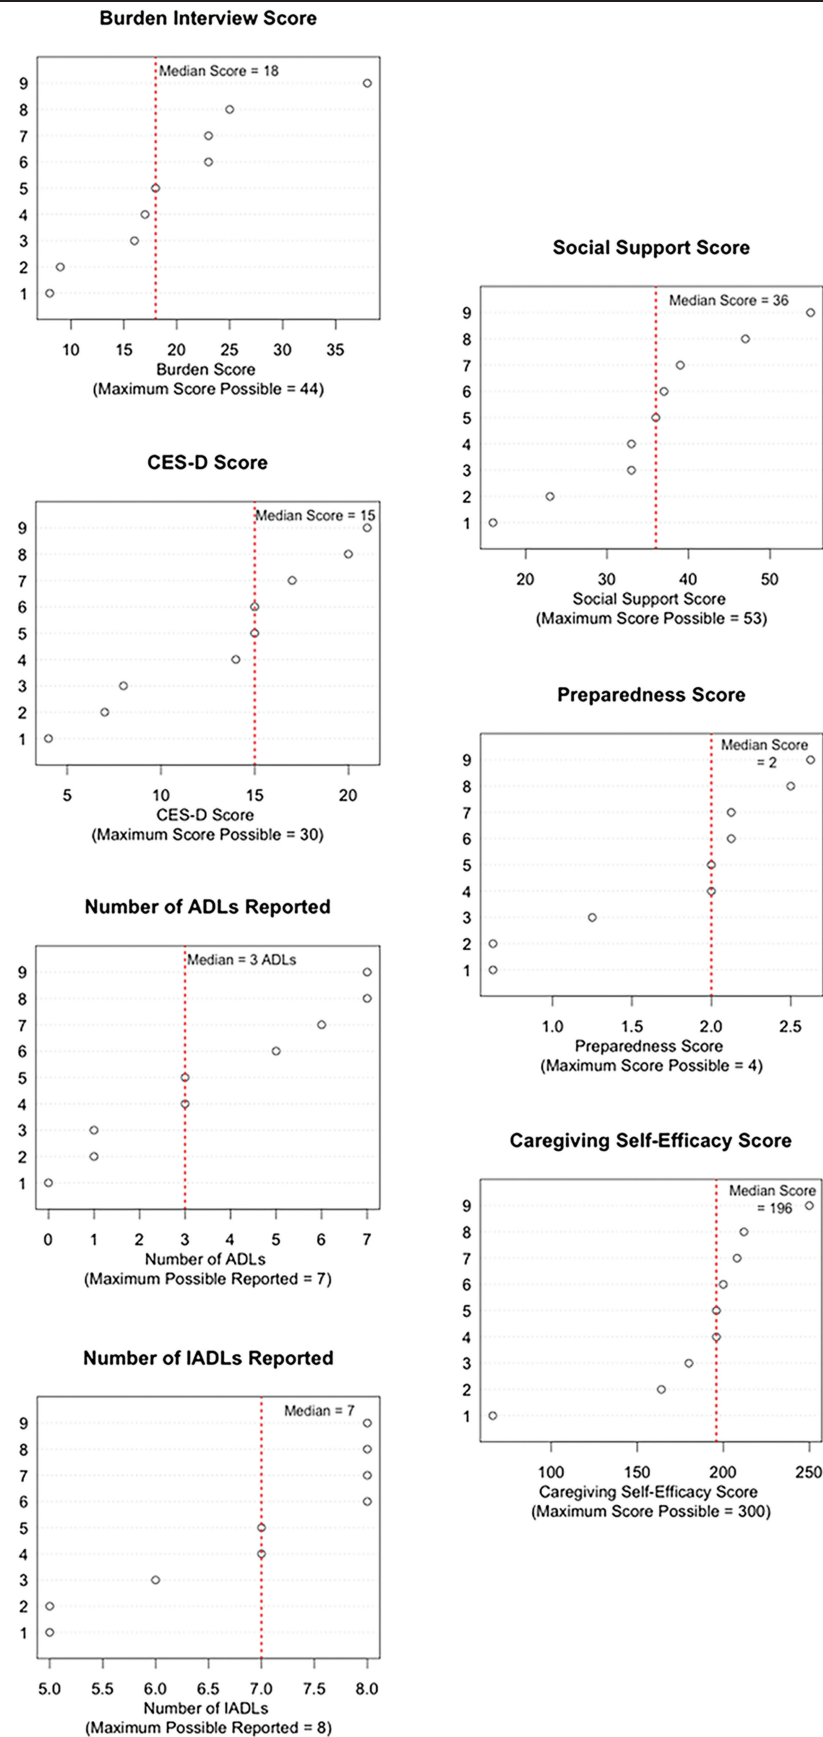 Burden Interview Score
Median Score = 18
9
8
7
6
5
4
3
2
1
10 15 20 25 30 35
Burden Score
(Maximum Score Possible = 44)
CES-D Score
Median Score = 15
9
8
7
6
5
4
3
2
1
5 10 15 20
CES-D Score
(Maximum Score Possible = 30)
Number of ADLs Reported
Median = 3 ADLs
9
8
7
6
5
4
3
2
1
0 1 2 3 4 5 6 7
Number of ADLs
(Maximum Possible Reported = 7)
Number of IADLs Reported
Median = 7
9
8
7
6
5
4
3
2
1
5.0 5.5 6.0 6.5 7.0 7.5 8.0
Number of IADLs
(Maximum Possible Reported = 8)
Social Support Score
Median Score = 36
9
8
7
6
5
4
3
2
1
20 30 40 50
Social Support Score
(Maximum Score Possible = 53)
Preparedness Score
Median Score
= 2
9
8
7
6
5
4
3
2
1
1.0 1.5 2.0 2.5
Preparedness Score
(Maximum Score Possible = 4)
Caregiving Self-Efficacy Score
Median Score
= 196
9
8
7
6
5
4
3
2
1
100 150 200 250
Caregiving Self-Efficacy Score
(Maximum Score Possible = 300)